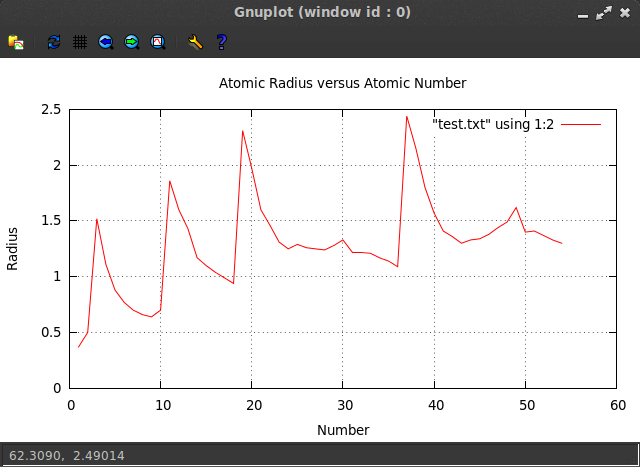 Gnuplot (window id : 0)
Atomic Radius versus Atomic Number
"test.txt" using 1:2
2.5
2
1.5
1
0.5
0
Radius
0 10 20 30 40 50 60
Number
62.3090, 2.49014